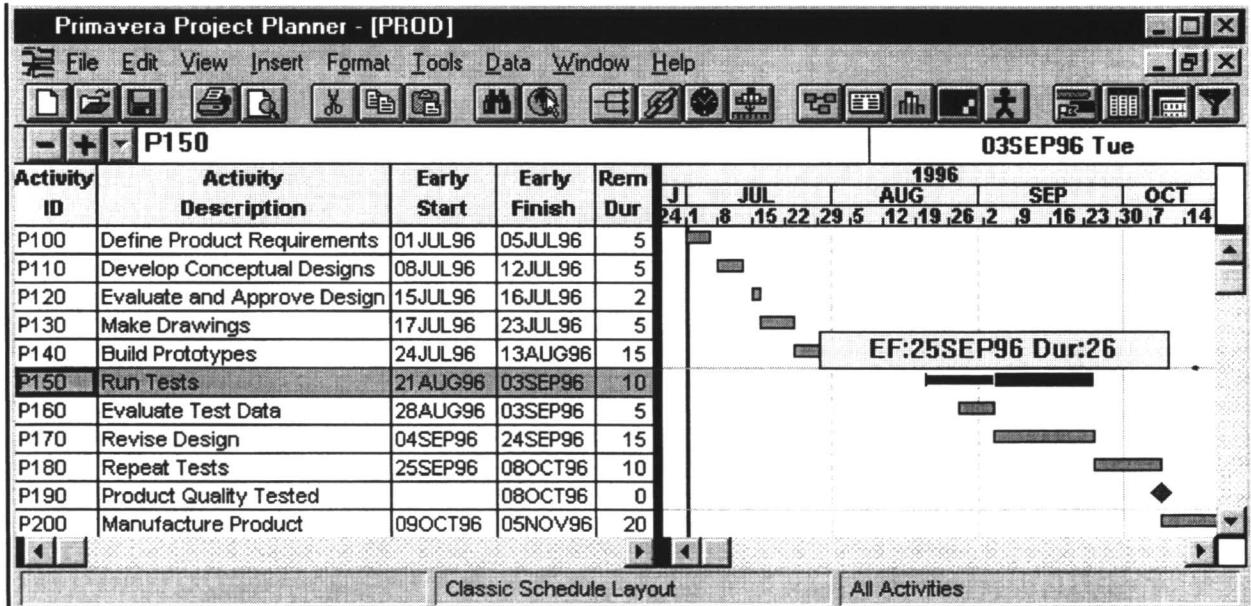 Primavera Project Planner - [PROD]
File Edit View Insert Format Tools Data Window Help
P150 03SEP96 Tue
Activity ID Activity Description Early Start Early Finish Rem Dur
1996
J JUL AUG SEP OCT
24 1 8 15 22 29 5 12 19 26 2 9 16 23 30 7 14
P100 Define Product Requirements 01JUL96 05JUL96 5
P110 Develop Conceptual Designs 08JUL96 12JUL96 5
P120 Evaluate and Approve Design 15JUL96 16JUL96 2
P130 Make Drawings 17JUL96 23JUL96 5
P140 Build Prototypes 24JUL96 13AUG96 15
EF:25SEP96 Dur:26
P150 Run Tests 21AUG96 03SEP96 10
P160 Evaluate Test Data 28AUG96 03SEP96 5
P170 Revise Design 04SEP96 24SEP96 15
P180 Repeat Tests 25SEP96 08OCT96 10
P190 Product Quality Tested 08OCT96 0
P200 Manufacture Product 09OCT96 05NOV96 20
Classic Schedule Layout All Activities